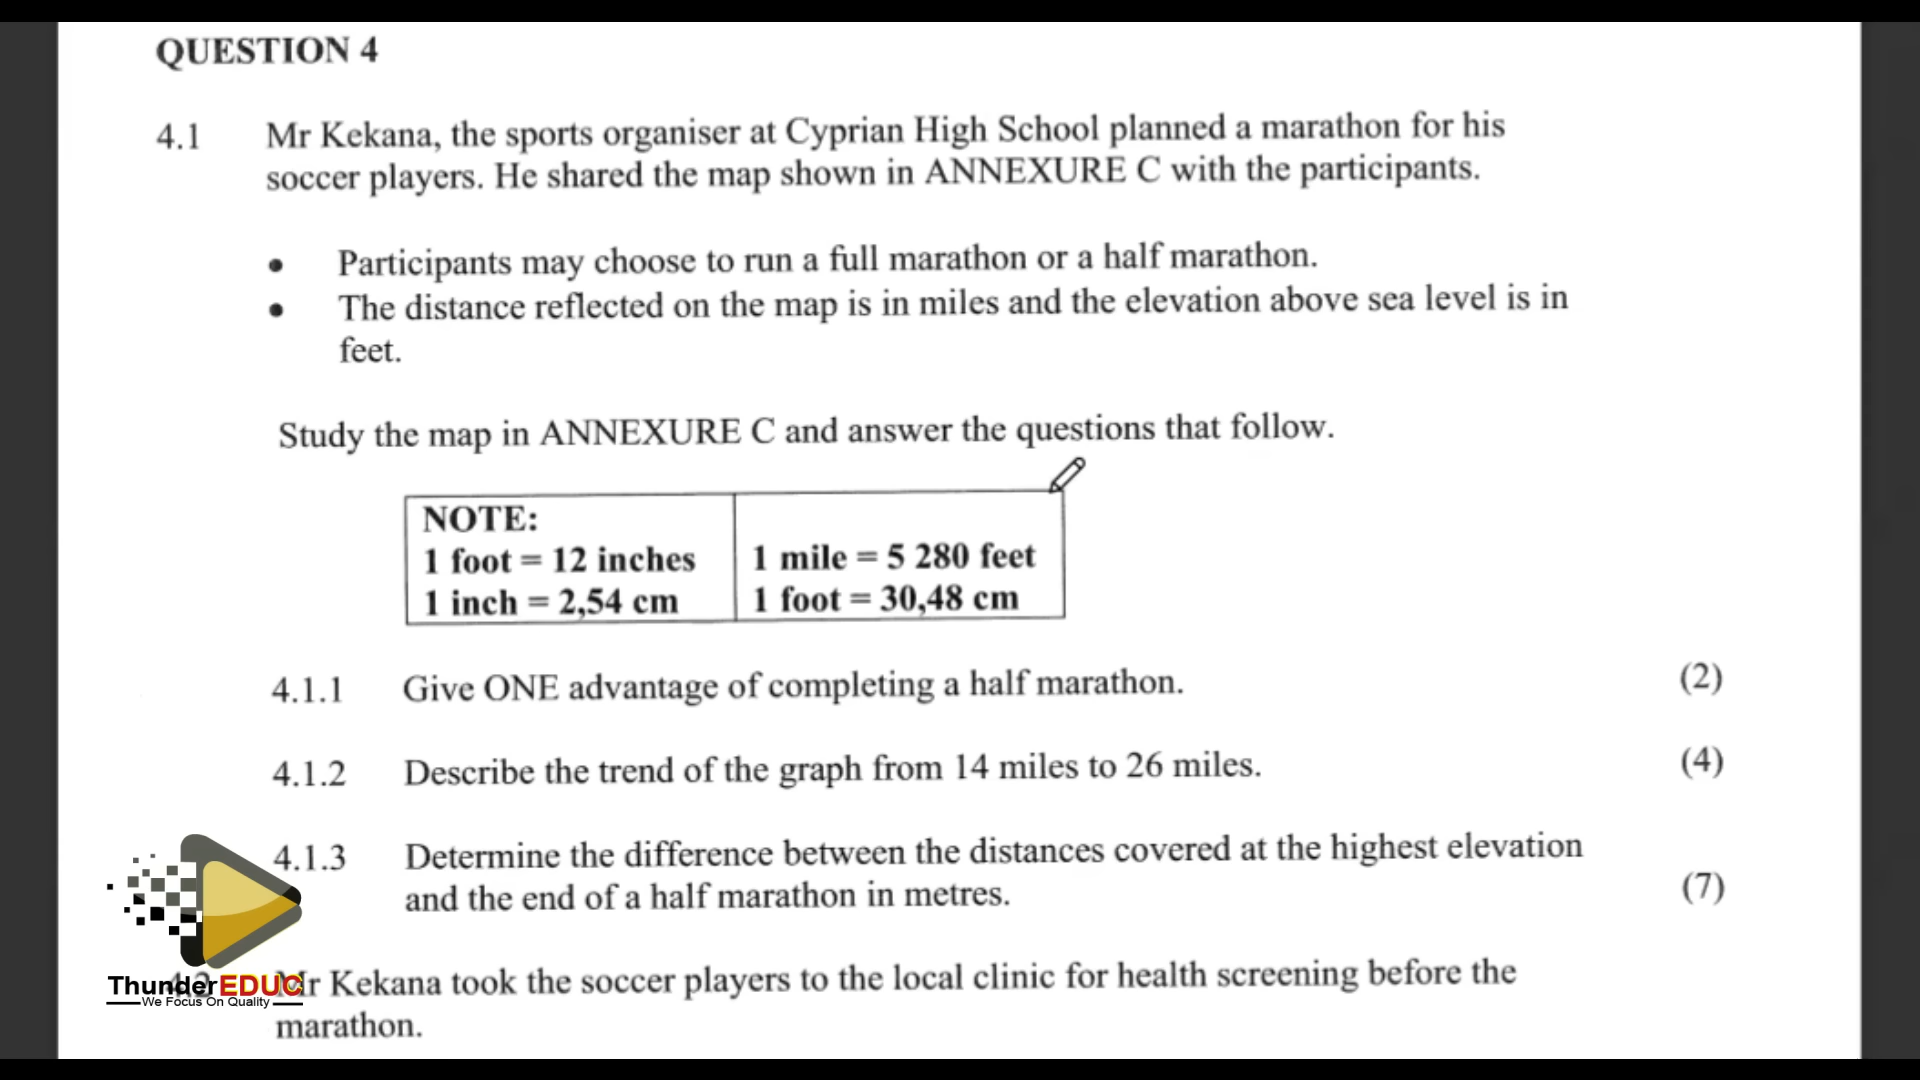 QUESTION 4
4.1 Mr Kekana, the sports organiser at Cyprian High School planned a marathon for his
soccer players. He shared the map shown in ANNEXURE C with the participants.
• Participants may choose to run a full marathon or a half marathon.
• The distance reflected on the map is in miles and the elevation above sea level is in
feet.
Study the map in ANNEXURE C and answer the questions that follow.
NOTE:
1 foot = 12 inches 1 mile = 5 280 feet
1 inch = 2,54 cm 1 foot = 30,48 cm
4.1.1 Give ONE advantage of completing a half marathon. (2)
4.1.2 Describe the trend of the graph from 14 miles to 26 miles. (4)
4.1.3 Determine the difference between the distances covered at the highest elevation
and the end of a half marathon in metres. (7)
4.2 Mr Kekana took the soccer players to the local clinic for health screening before the
marathon.
ThunderEDUC
We Focus On Quality